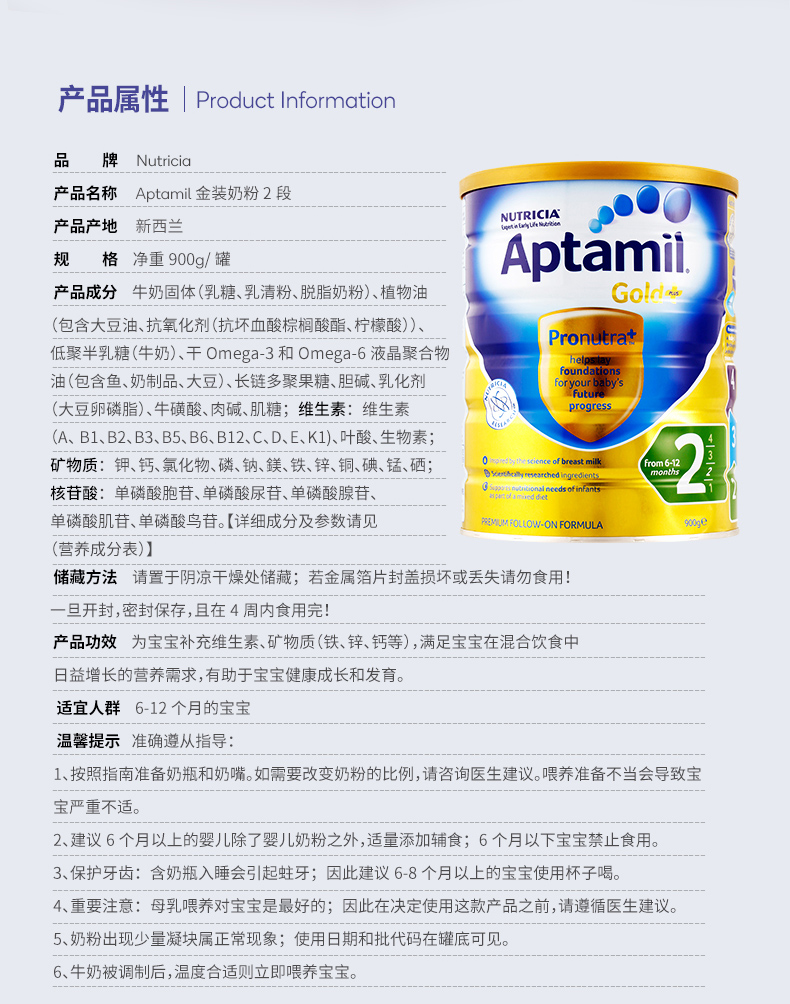 产品属性 | Product Information
品 牌 Nutricia
产品名称 Aptamil 金装奶粉 2 段
产品产地 新西兰
规 格 净重 900g/ 罐
产品成分 牛奶固体（乳糖、乳清粉、脱脂奶粉）、植物油
（包含大豆油、抗氧化剂（抗坏血酸棕榈酸酯、柠檬酸））、
低聚半乳糖（牛奶）、干 Omega-3 和 Omega-6 液晶聚合物
油（包含鱼、奶制品、大豆）、长链多聚果糖、胆碱、乳化剂
（大豆卵磷脂）、牛磺酸、肉碱、肌糖；维生素：维生素
（A、B1、B2、B3、B5、B6、B12、C、D、E、K1)、叶酸、生物素；
矿物质：钾、钙、氯化物、磷、钠、鎂、铁、锌、铜、碘、锰、硒；
核苷酸：单磷酸胞苷、单磷酸尿苷、单磷酸腺苷、
单磷酸肌苷、单磷酸鸟苷。【详细成分及参数请见
（营养成分表）】
储藏方法 请置于阴凉干燥处储藏；若金属箔片封盖损坏或丢失请勿食用！
一旦开封，密封保存，且在 4 周内食用完！
产品功效 为宝宝补充维生素、矿物质（铁、锌、钙等），满足宝宝在混合饮食中
日益增长的营养需求，有助于宝宝健康成长和发育。
适宜人群 6-12 个月的宝宝
温馨提示 准确遵从指导：
1、按照指南准备奶瓶和奶嘴。如需要改变奶粉的比例，请咨询医生建议。喂养准备不当会导致宝
宝严重不适。
2、建议 6 个月以上的婴儿除了婴儿奶粉之外，适量添加辅食；6 个月以下宝宝禁止食用。
3、保护牙齿：含奶瓶入睡会引起蛀牙；因此建议 6-8 个月以上的宝宝使用杯子喝。
4、重要注意：母乳喂养对宝宝是最好的；因此在决定使用这款产品之前，请遵循医生建议。
5、奶粉出现少量凝块属正常现象；使用日期和批代码在罐底可见。
6、牛奶被调制后，温度合适则立即喂养宝宝。
NUTRICIA
Expert in Early Life Nutrition
Aptamil
Gold+ PLUS
Pronutra+
helps lay
foundations
for your baby's
future
progress
NUTRICIA RESEARCH
Inspired by the science of breast milk
Scientifically researched ingredients
Supports nutritional needs of infants
as part of a mixed diet
from 6-12
months
2
4
3
2
1
PREMIUM FOLLOW-ON FORMULA
900g℮